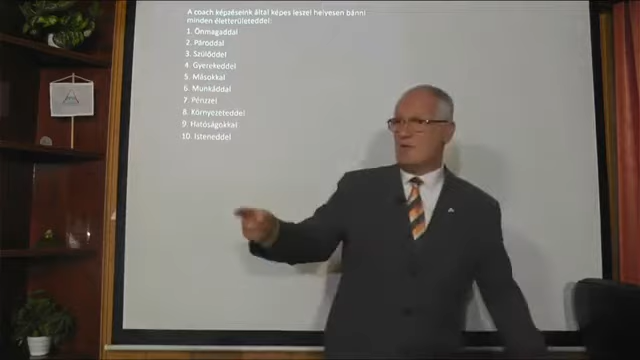 A coach képzéseink által képes leszel helyesen bánni
minden életterületeddel:
1. Önmagaddal
2. Pároddal
3. Szülőddel
4. Gyerekeddel
5. Másokkal
6. Munkáddal
7. Pénzzel
8. Környezeteddel
9. Hatóságokkal
10. Isteneddel